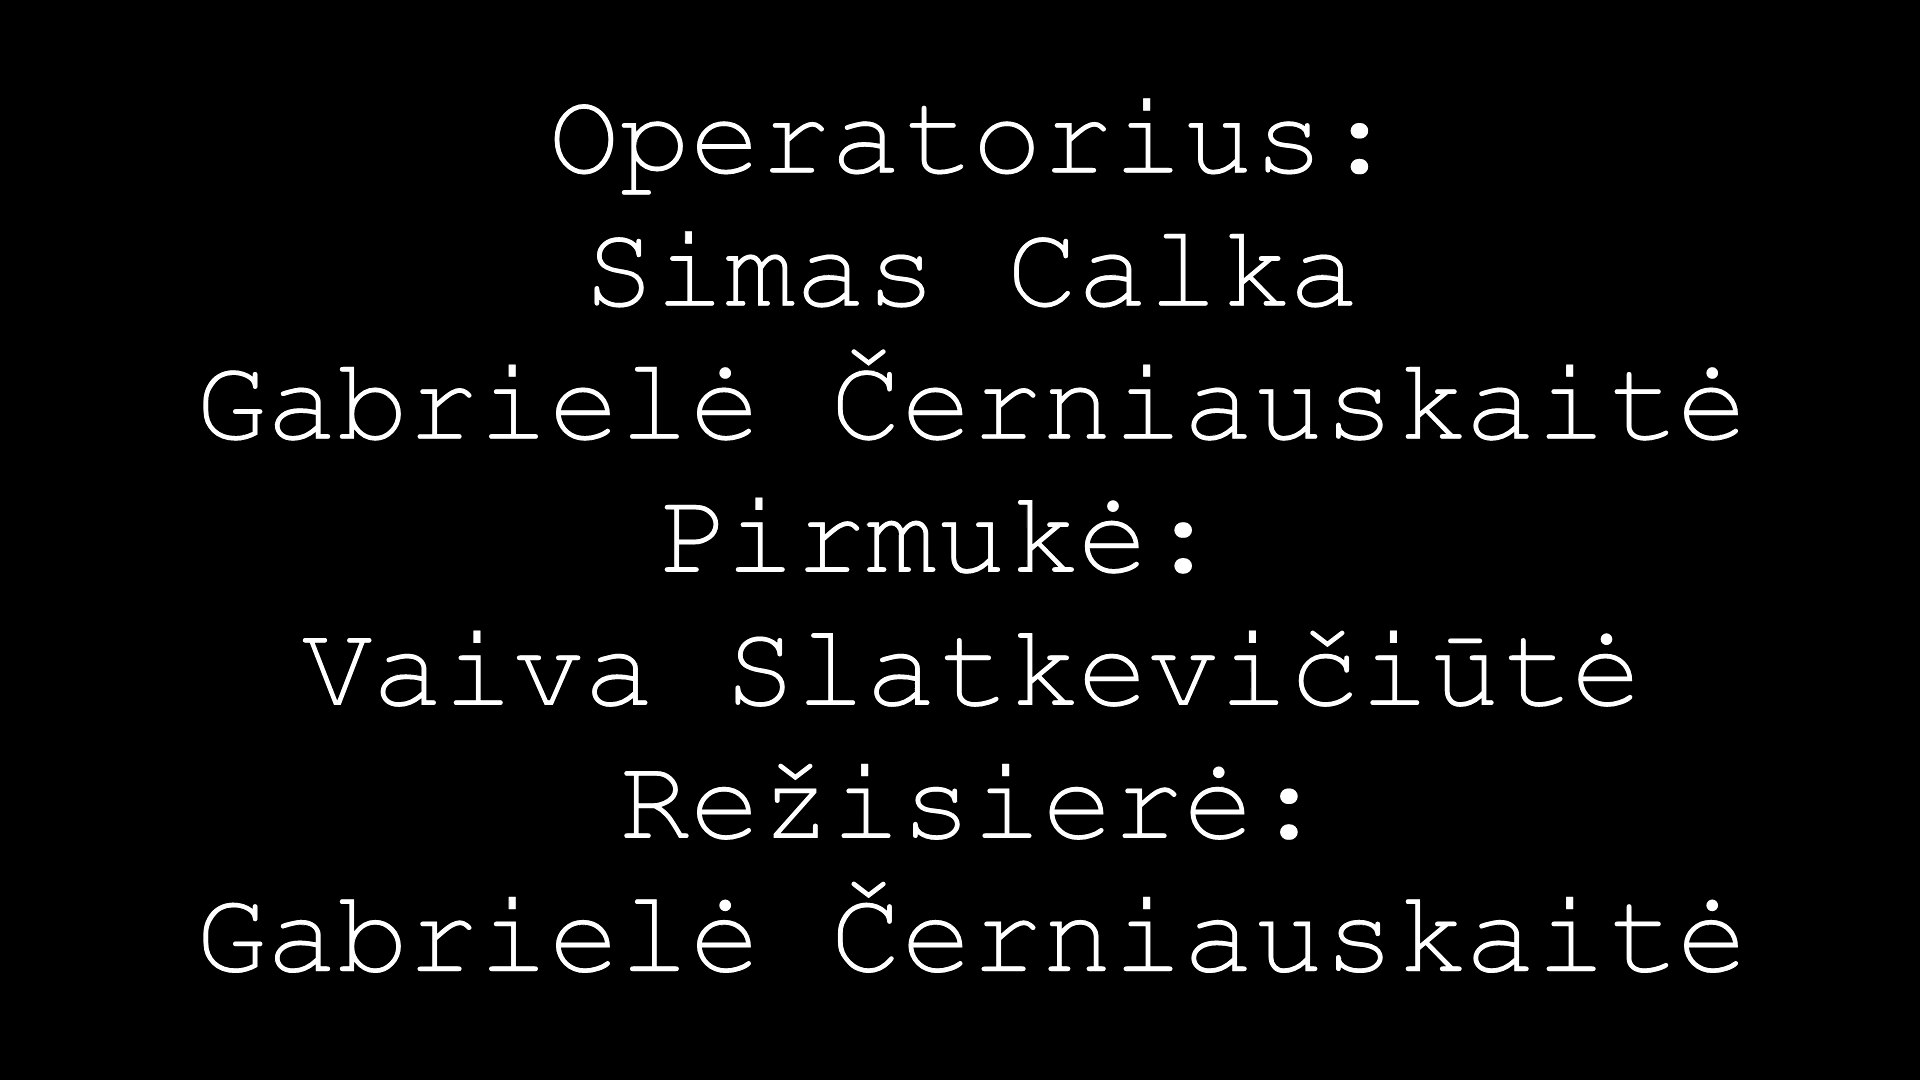 Operatorius:
Simas Calka
Gabrielė Černiauskaitė
Pirmukė:
Vaiva Slatkevičiūtė
Režisierė:
Gabrielė Černiauskaitė